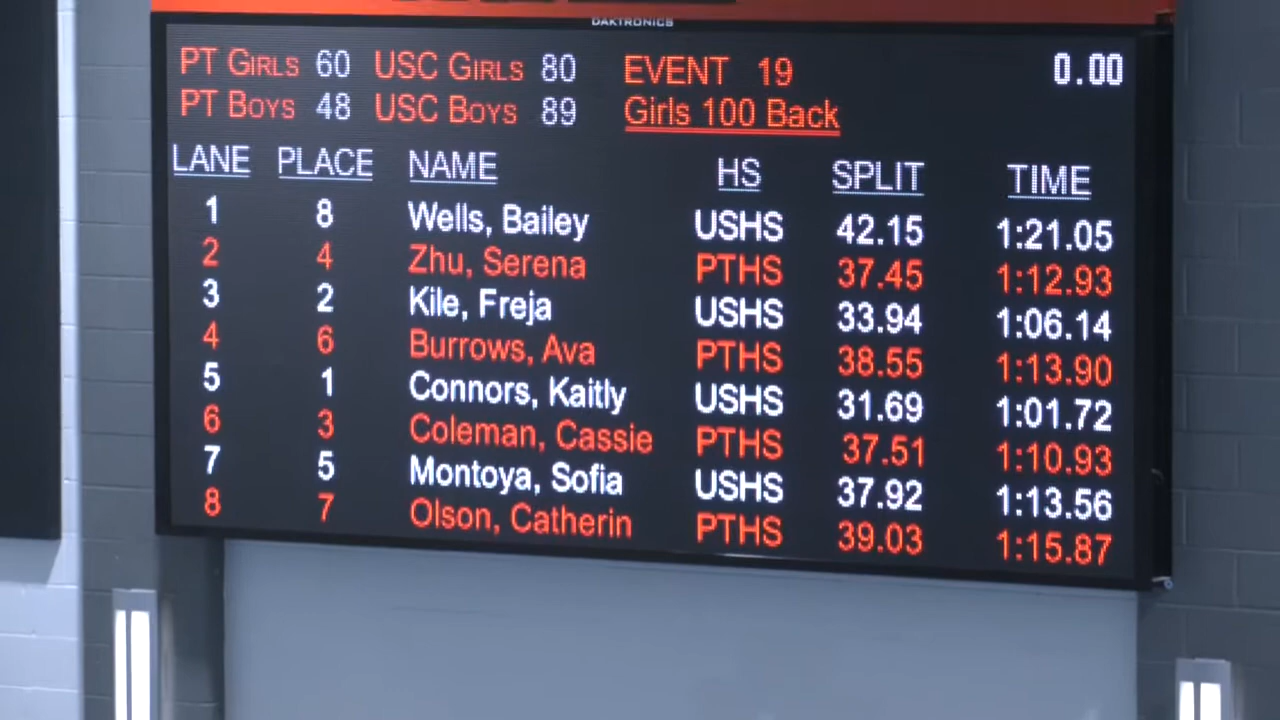 DAKTRONICS
PT GIRLS 60 USC GIRLS 80 EVENT 19 0.00
PT BOYS 48 USC BOYS 89 Girls 100 Back
LANE PLACE NAME HS SPLIT TIME
1 8 Wells, Bailey USHS 42.15 1:21.05
2 4 Zhu, Serena PTHS 37.45 1:12.93
3 2 Kile, Freja USHS 33.94 1:06.14
4 6 Burrows, Ava PTHS 38.55 1:13.90
5 1 Connors, Kaitly USHS 31.69 1:01.72
6 3 Coleman, Cassie PTHS 37.51 1:10.93
7 5 Montoya, Sofia USHS 37.92 1:13.56
8 7 Olson, Catherin PTHS 39.03 1:15.87